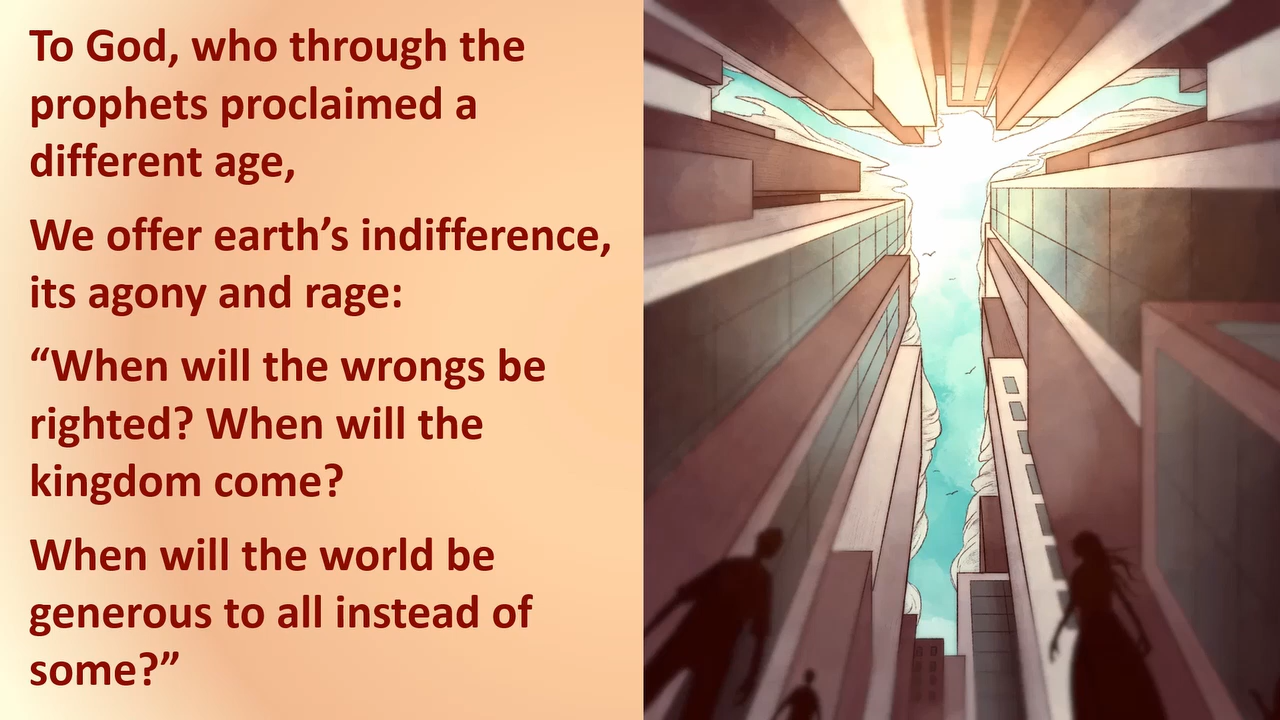 To God, who through the
prophets proclaimed a
different age,
We offer earth’s indifference,
its agony and rage:
“When will the wrongs be
righted? When will the
kingdom come?
When will the world be
generous to all instead of
some?”